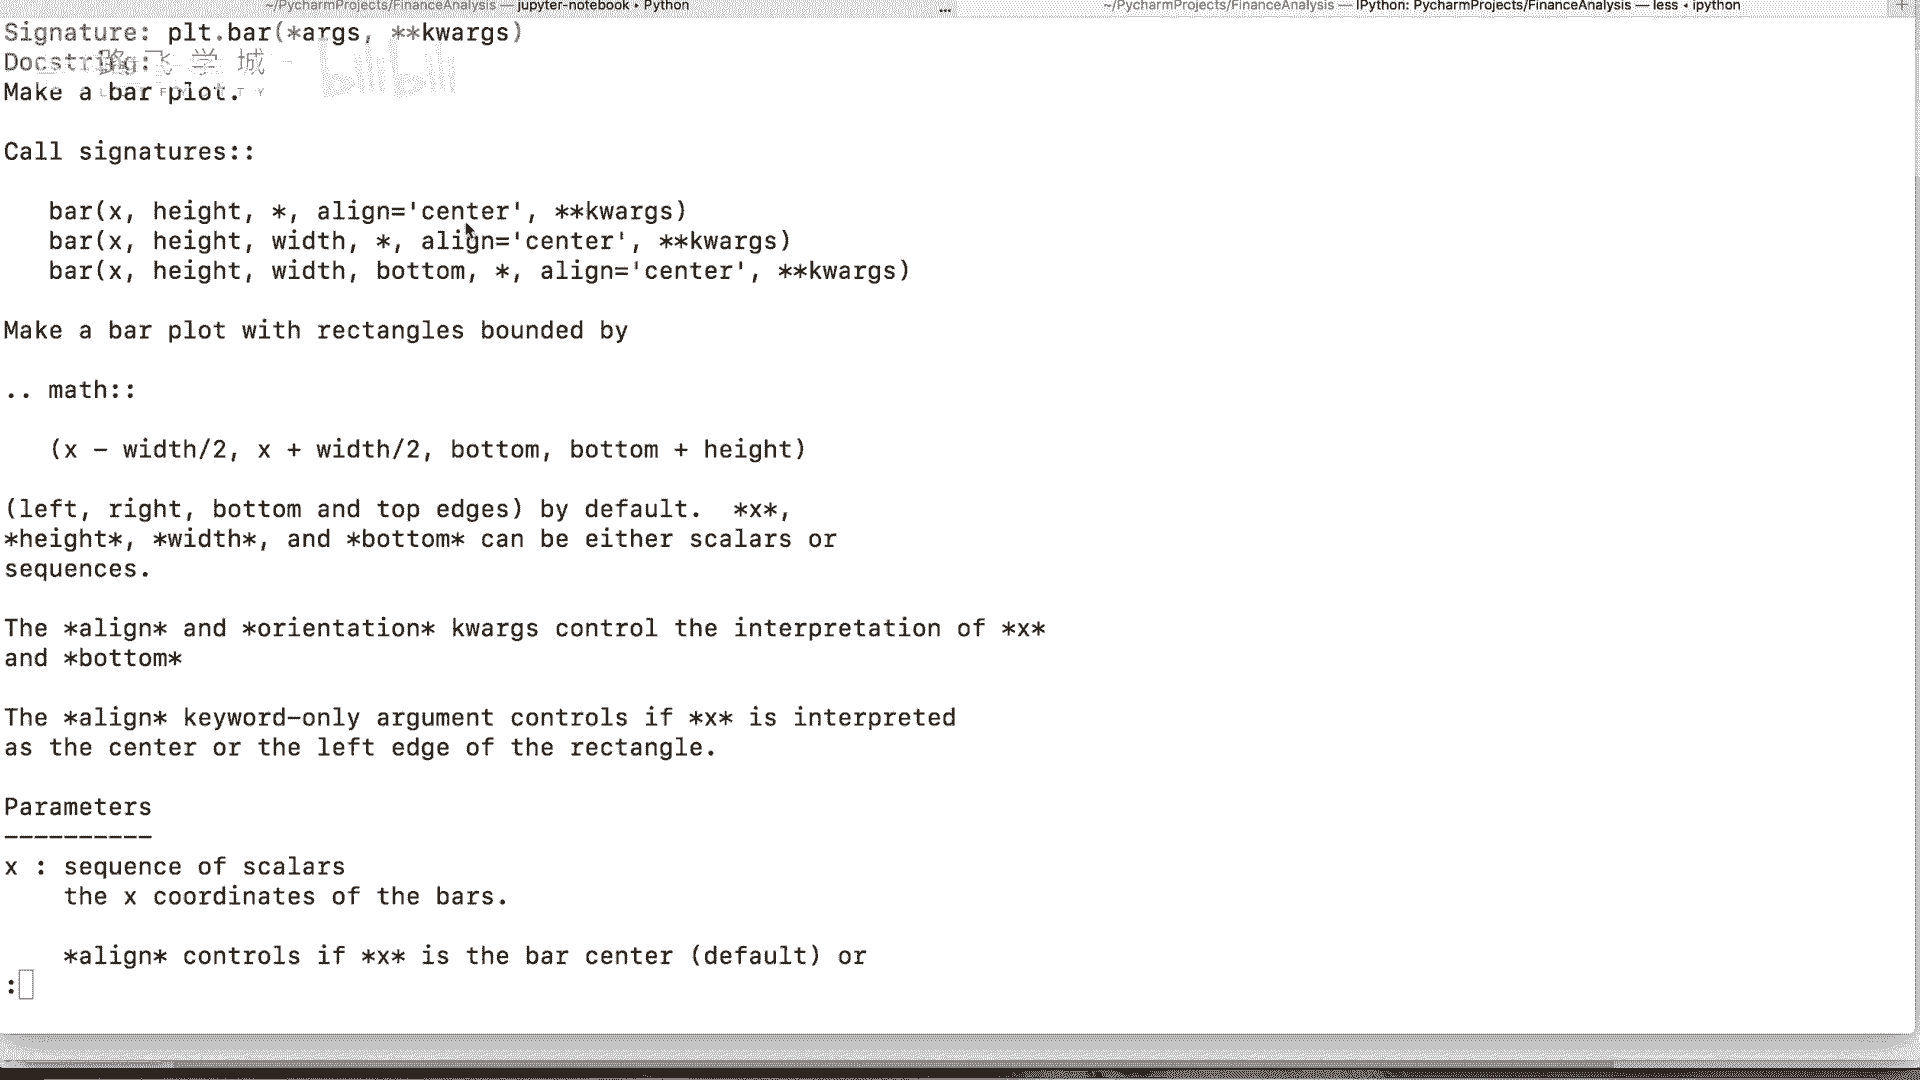 ~/PycharmProjects/FinanceAnalysis — jupyter-notebook • Python
... ~/PycharmProjects/FinanceAnalysis — IPython: PycharmProjects/FinanceAnalysis — less • ipython
Signature: plt.bar(*args, **kwargs)
Docstring:
路飞学城
bilibili
Make a bar plot.
Call signatures::
bar(x, height, *, align='center', **kwargs)
bar(x, height, width, *, align='center', **kwargs)
bar(x, height, width, bottom, *, align='center', **kwargs)
Make a bar plot with rectangles bounded by
.. math::
(x – width/2, x + width/2, bottom, bottom + height)
(left, right, bottom and top edges) by default.  *x*,
*height*, *width*, and *bottom* can be either scalars or
sequences.
The *align* and *orientation* kwargs control the interpretation of *x*
and *bottom*
The *align* keyword-only argument controls if *x* is interpreted
as the center or the left edge of the rectangle.
Parameters
----------
x : sequence of scalars
the x coordinates of the bars.
*align* controls if *x* is the bar center (default) or
: